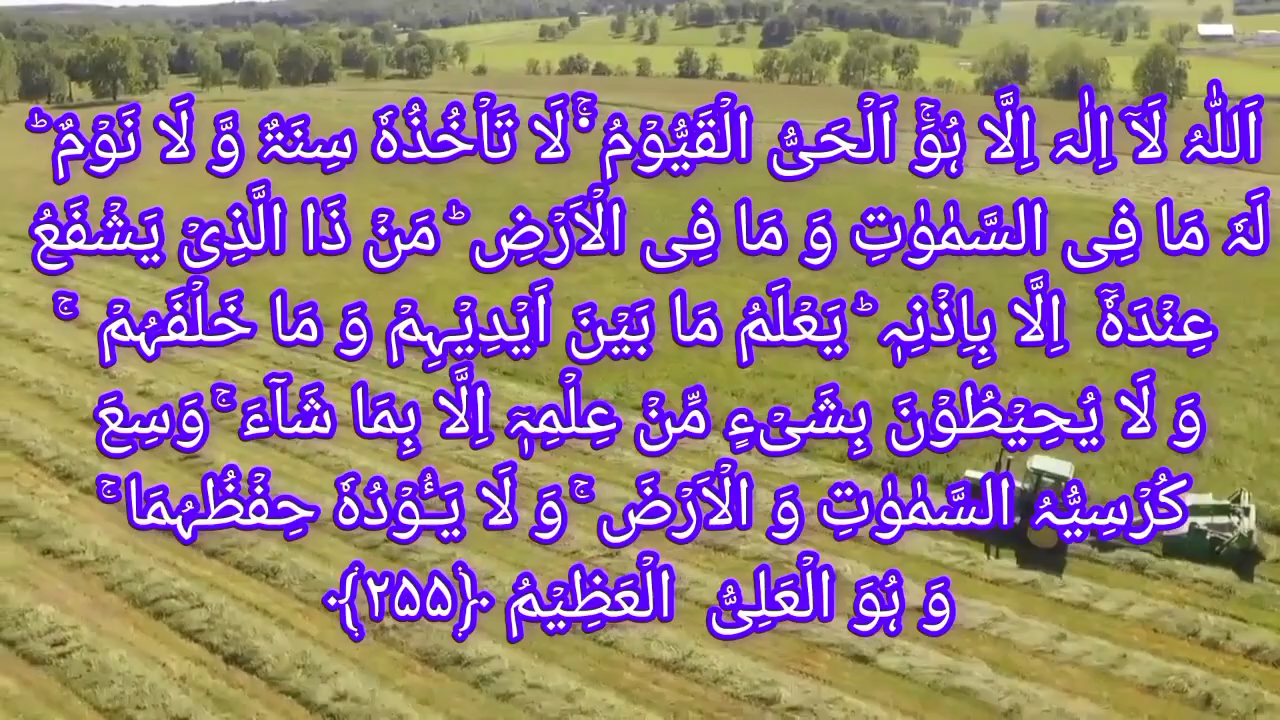 اَللّٰہُ لَاۤ اِلٰہَ اِلَّا ہُوَۚ اَلۡحَیُّ الۡقَیُّوۡمُ ۬ۚ لَا تَاۡخُذُہٗ سِنَۃٌ وَّ لَا نَوۡمٌ ؕ
لَہٗ مَا فِی السَّمٰوٰتِ وَ مَا فِی الۡاَرۡضِ ؕ مَنۡ ذَا الَّذِیۡ یَشۡفَعُ
عِنۡدَہٗۤ اِلَّا بِاِذۡنِہٖ ؕ یَعۡلَمُ مَا بَیۡنَ اَیۡدِیۡہِمۡ وَ مَا خَلۡفَہُمۡ ۚ
وَ لَا یُحِیۡطُوۡنَ بِشَیۡءٍ مِّنۡ عِلۡمِہٖۤ اِلَّا بِمَا شَآءَ ۚ وَسِعَ
کُرۡسِیُّہُ السَّمٰوٰتِ وَ الۡاَرۡضَ ۚ وَ لَا یَـُٔوۡدُہٗ حِفۡظُہُمَا ۚ
وَ ہُوَ الۡعَلِیُّ الۡعَظِیۡمُ ﴿۲۵۵﴾